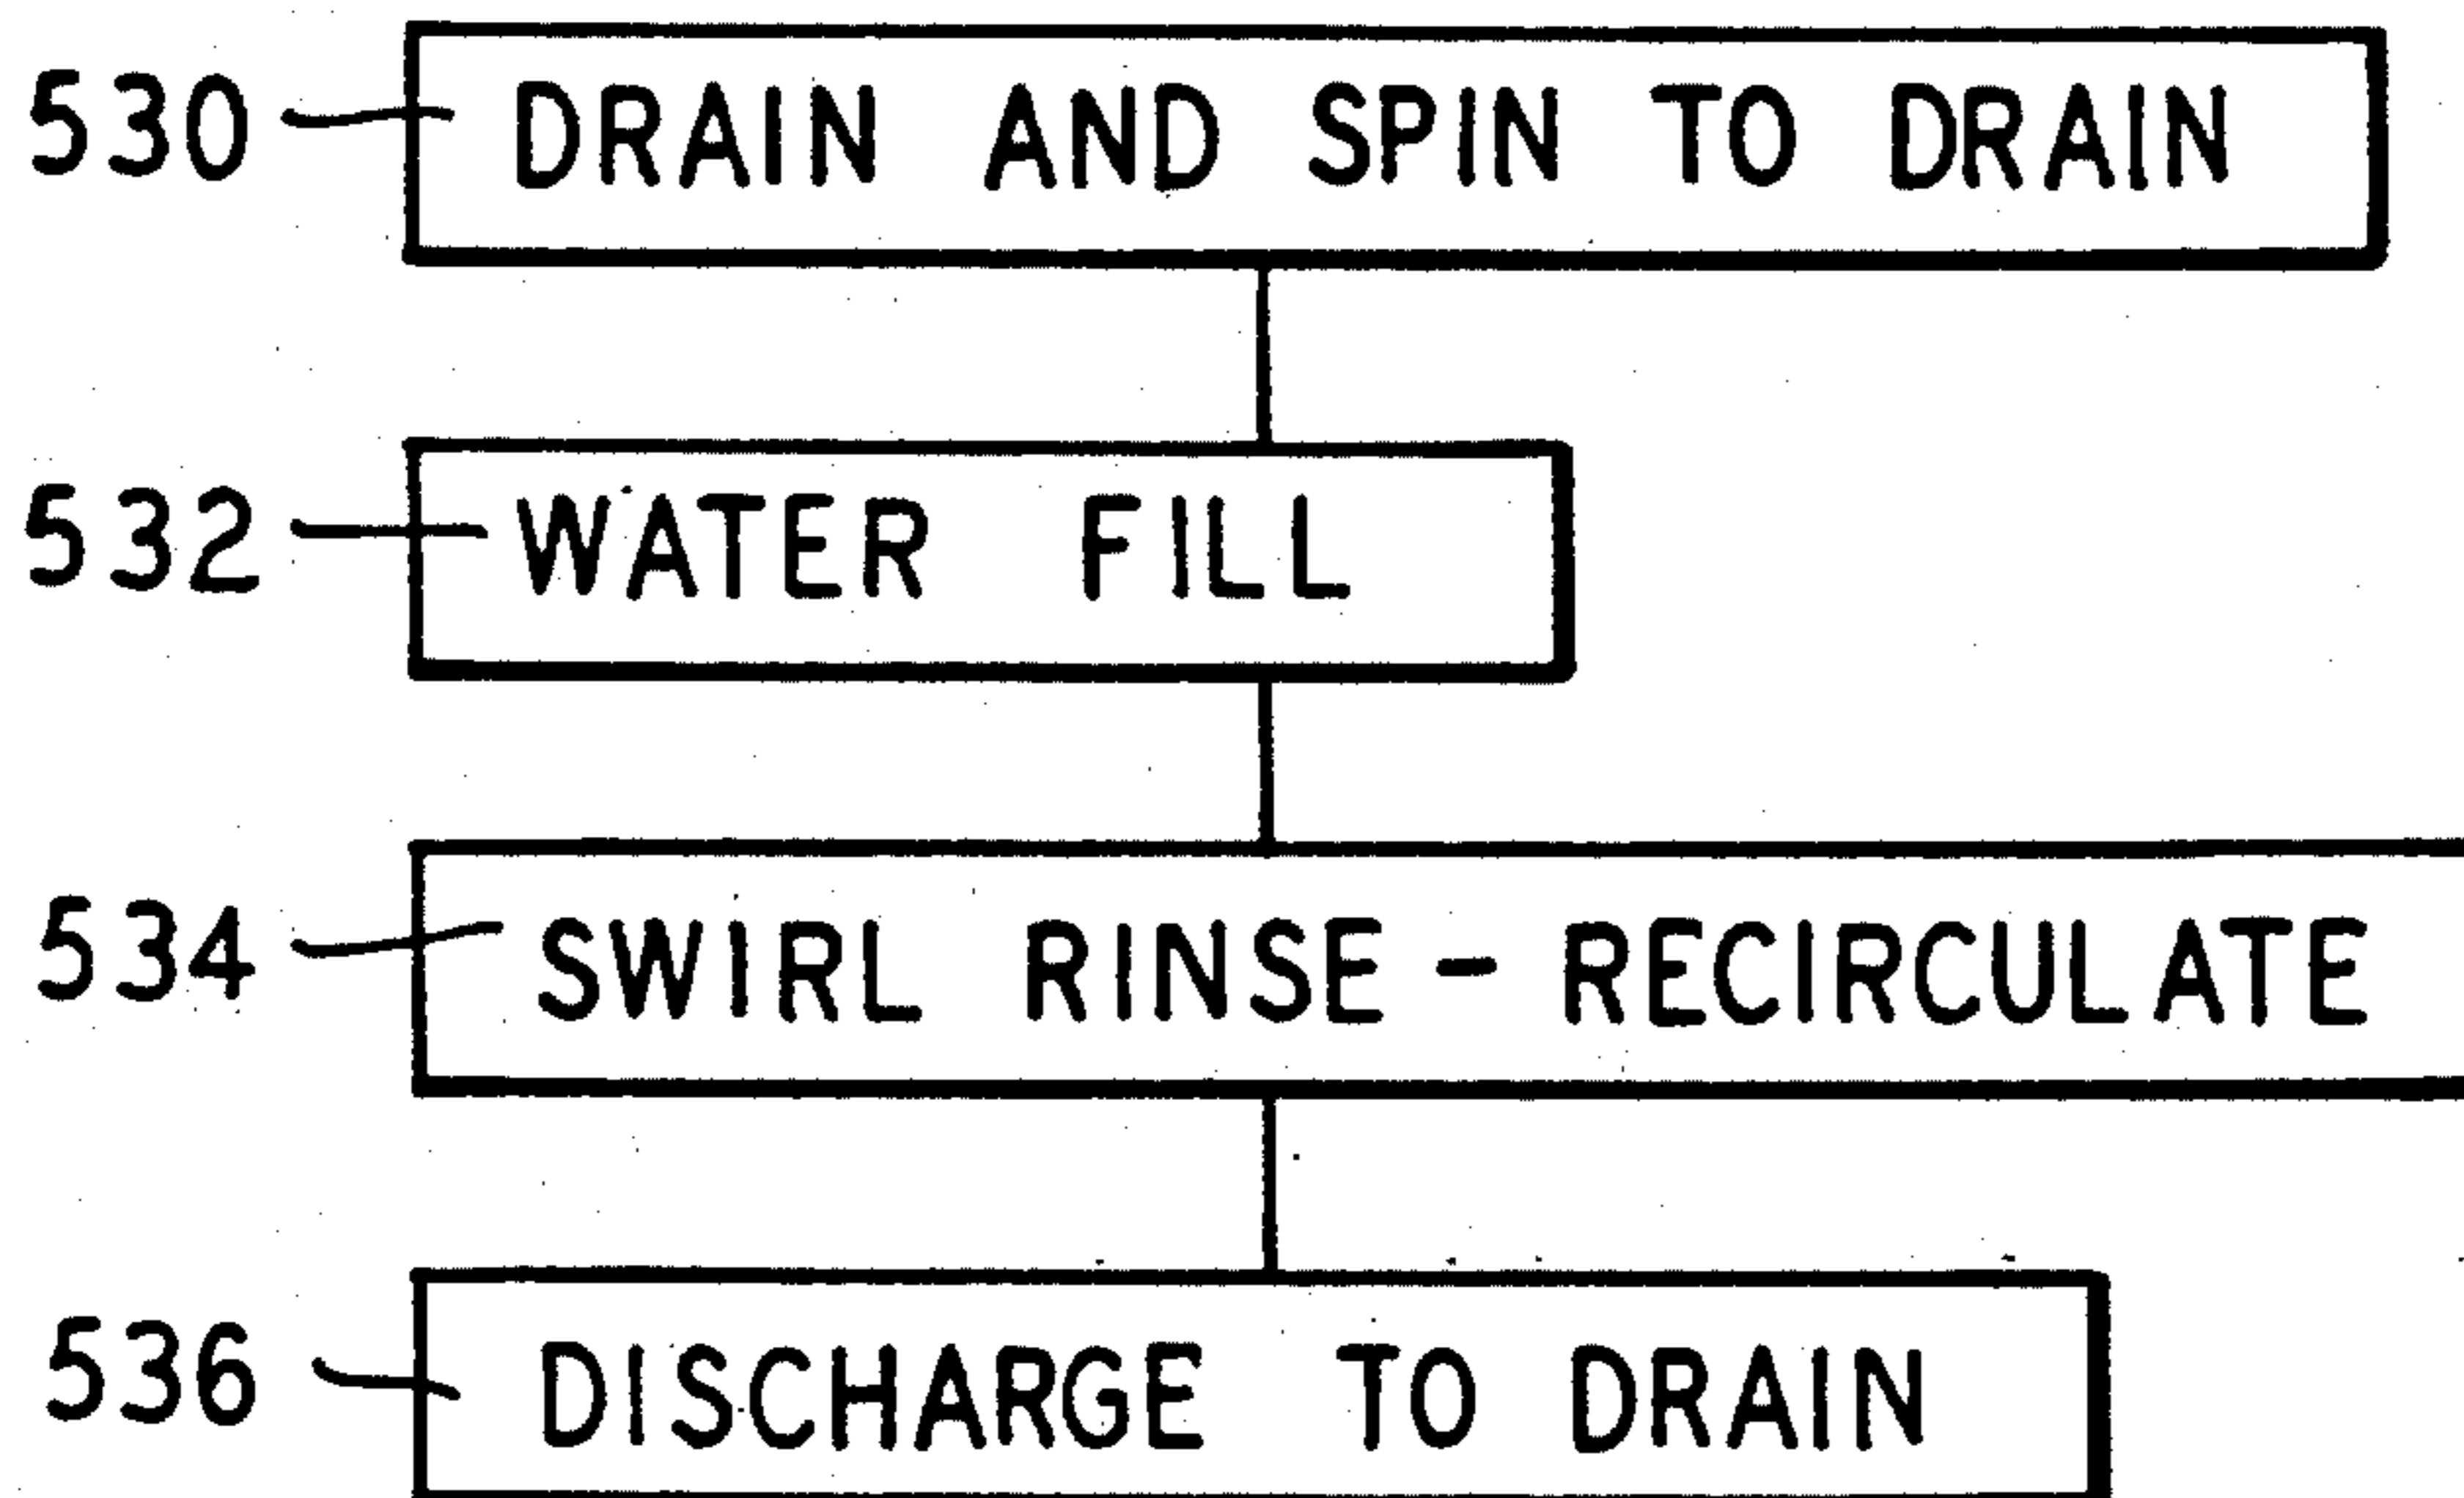 530 DRAIN AND SPIN TO DRAIN
532 WATER FILL
534 SWIRL RINSE - RECIRCULATE
536 DISCHARGE TO DRAIN